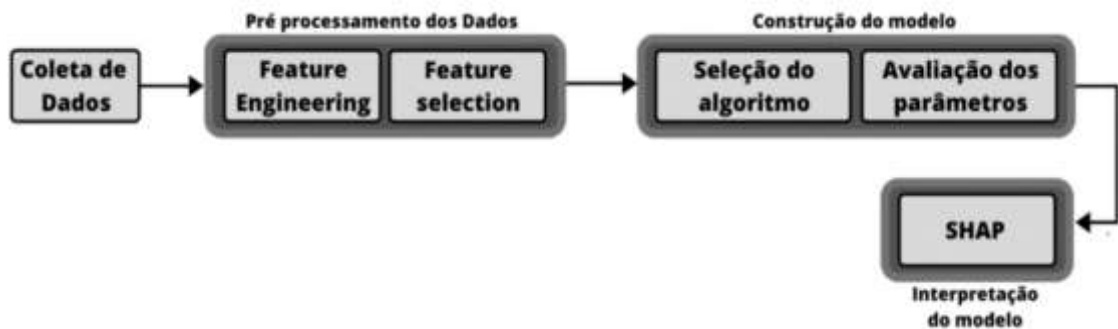 Pré processamento dos Dados
Construção do modelo
Coleta de
Dados
Feature
Engineering
Feature
selection
Seleção do
algoritmo
Avaliação dos
parâmetros
SHAP
Interpretação
do modelo